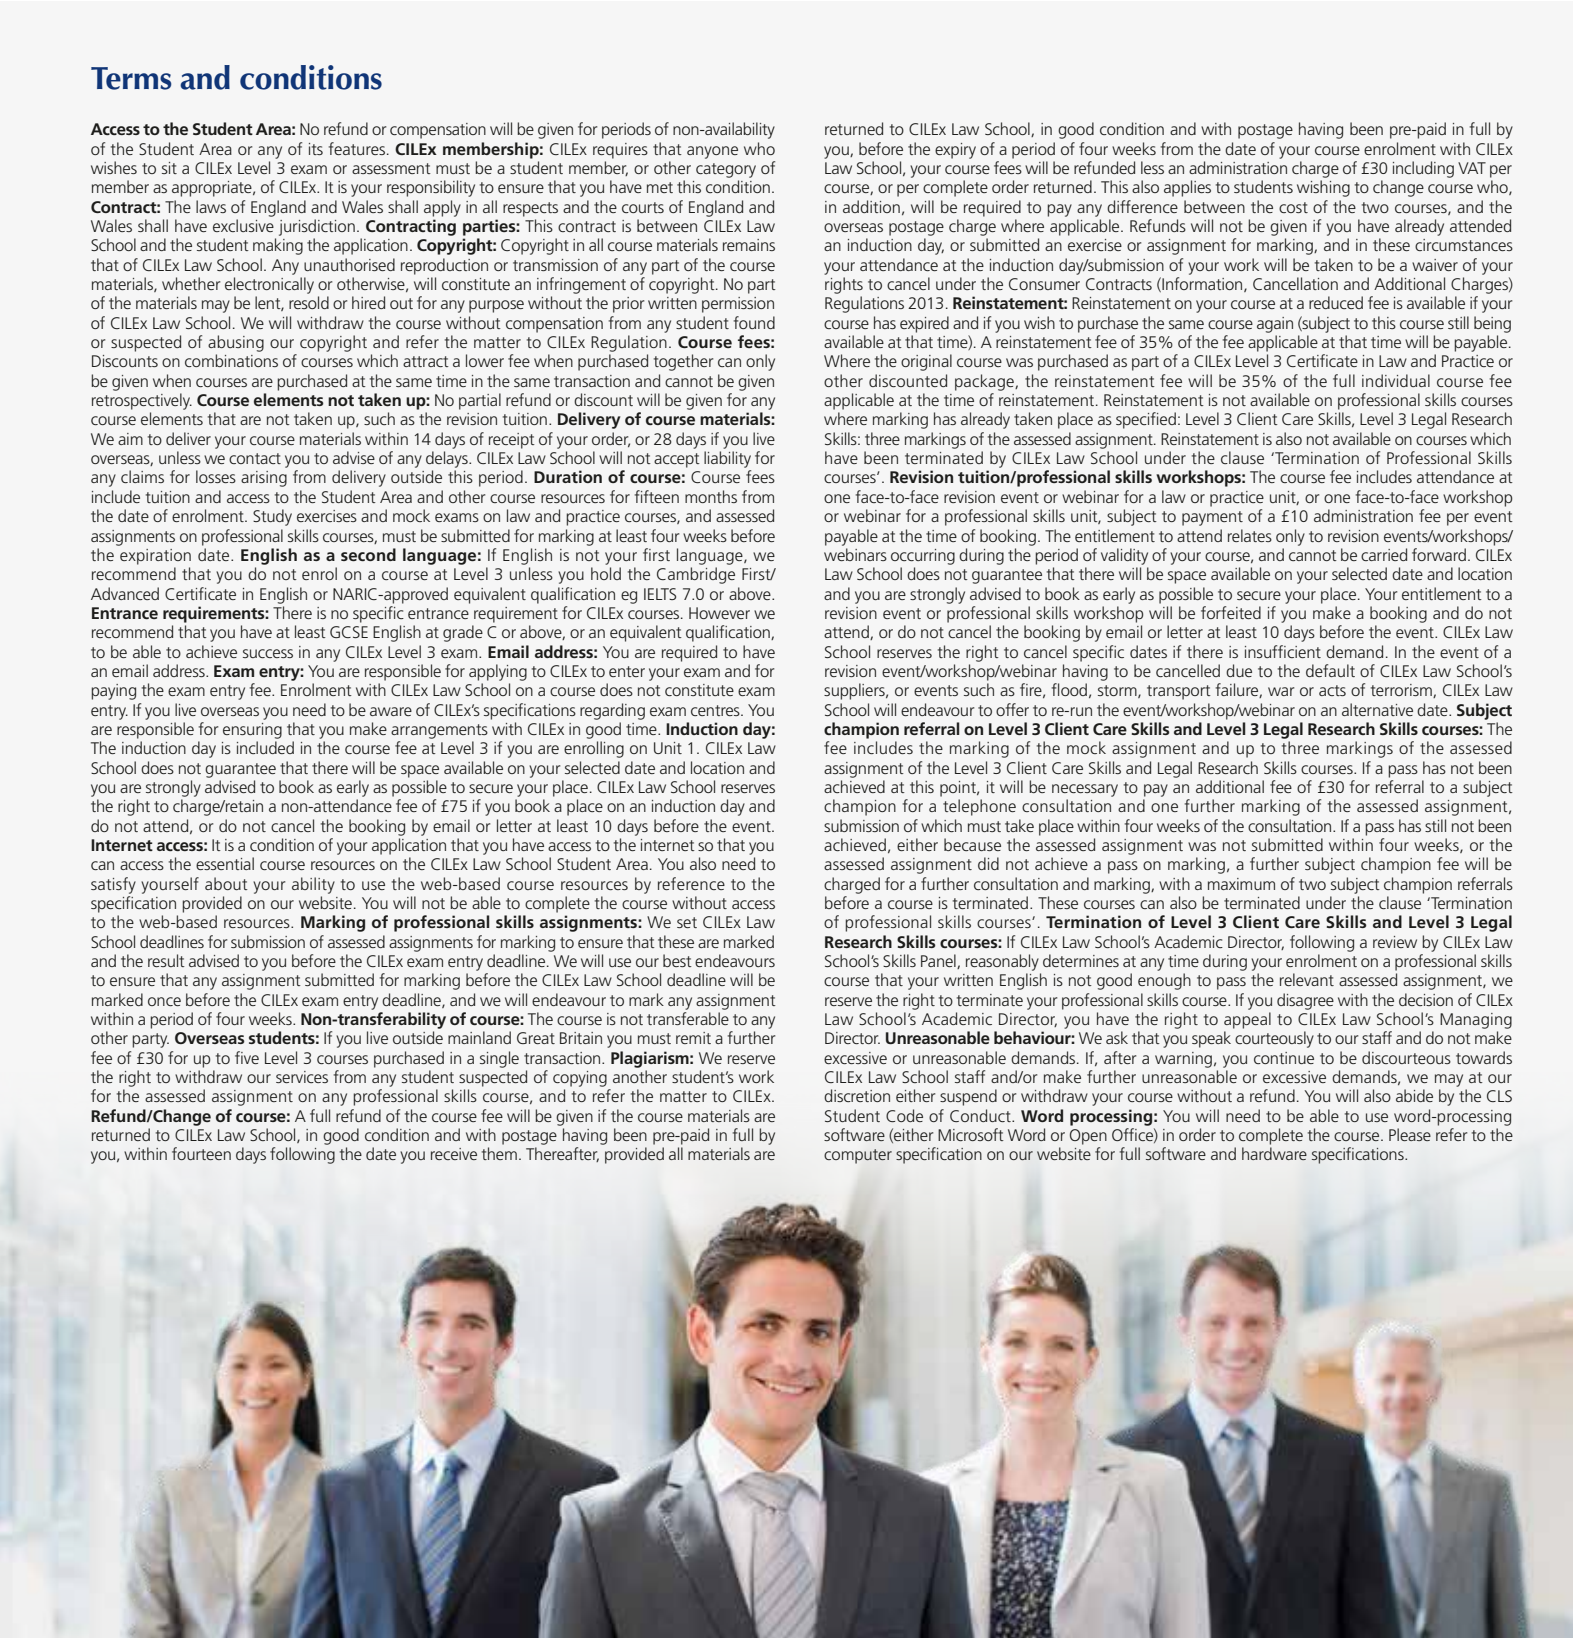 Terms and conditions
Access to the Student Area: No refund or compensation will be given for periods of non-availability
of the Student Area or any of its features. CILEx membership: CILEx requires that anyone who
wishes to sit a CILEx Level 3 exam or assessment must be a student member, or other category of
member as appropriate, of CILEx. It is your responsibility to ensure that you have met this condition.
Contract: The laws of England and Wales shall apply in all respects and the courts of England and
Wales shall have exclusive jurisdiction. Contracting parties: This contract is between CILEx Law
School and the student making the application. Copyright: Copyright in all course materials remains
that of CILEx Law School. Any unauthorised reproduction or transmission of any part of the course
materials, whether electronically or otherwise, will constitute an infringement of copyright. No part
of the materials may be lent, resold or hired out for any purpose without the prior written permission
of CILEx Law School. We will withdraw the course without compensation from any student found
or suspected of abusing our copyright and refer the matter to CILEx Regulation. Course fees:
Discounts on combinations of courses which attract a lower fee when purchased together can only
be given when courses are purchased at the same time in the same transaction and cannot be given
retrospectively. Course elements not taken up: No partial refund or discount will be given for any
course elements that are not taken up, such as the revision tuition. Delivery of course materials:
We aim to deliver your course materials within 14 days of receipt of your order, or 28 days if you live
overseas, unless we contact you to advise of any delays. CILEx Law School will not accept liability for
any claims for losses arising from delivery outside this period. Duration of course: Course fees
include tuition and access to the Student Area and other course resources for fifteen months from
the date of enrolment. Study exercises and mock exams on law and practice courses, and assessed
assignments on professional skills courses, must be submitted for marking at least four weeks before
the expiration date. English as a second language: If English is not your first language, we
recommend that you do not enrol on a course at Level 3 unless you hold the Cambridge First/
Advanced Certificate in English or NARIC-approved equivalent qualification eg IELTS 7.0 or above.
Entrance requirements: There is no specific entrance requirement for CILEx courses. However we
recommend that you have at least GCSE English at grade C or above, or an equivalent qualification,
to be able to achieve success in any CILEx Level 3 exam. Email address: You are required to have
an email address. Exam entry: You are responsible for applying to CILEx to enter your exam and for
paying the exam entry fee. Enrolment with CILEx Law School on a course does not constitute exam
entry. If you live overseas you need to be aware of CILEx's specifications regarding exam centres. You
are responsible for ensuring that you make arrangements with CILEx in good time. Induction day:
The induction day is included in the course fee at Level 3 if you are enrolling on Unit 1. CILEx Law
School does not guarantee that there will be space available on your selected date and location and
you are strongly advised to book as early as possible to secure your place. CILEx Law School reserves
the right to charge/retain a non-attendance fee of £75 if you book a place on an induction day and
do not attend, or do not cancel the booking by email or letter at least 10 days before the event.
Internet access: It is a condition of your application that you have access to the internet so that you
can access the essential course resources on the CILEx Law School Student Area. You also need to
satisfy yourself about your ability to use the web-based course resources by reference to the
specification provided on our website. You will not be able to complete the course without access
to the web-based resources. Marking of professional skills assignments: We set CILEx Law
School deadlines for submission of assessed assignments for marking to ensure that these are marked
and the result advised to you before the CILEx exam entry deadline. We will use our best endeavours
to ensure that any assignment submitted for marking before the CILEx Law School deadline will be
marked once before the CILEx exam entry deadline, and we will endeavour to mark any assignment
within a period of four weeks. Non-transferability of course: The course is not transferable to any
other party. Overseas students: If you live outside mainland Great Britain you must remit a further
fee of £30 for up to five Level 3 courses purchased in a single transaction. Plagiarism: We reserve
the right to withdraw our services from any student suspected of copying another student's work
for the assessed assignment on any professional skills course, and to refer the matter to CILEx.
Refund/Change of course: A full refund of the course fee will be given if the course materials are
returned to CILEx Law School, in good condition and with postage having been pre-paid in full by
you, within fourteen days following the date you receive them. Thereafter, provided all materials are
returned to CILEx Law School, in good condition and with postage having been pre-paid in full by
you, before the expiry of a period of four weeks from the date of your course enrolment with CILEx
Law School, your course fees will be refunded less an administration charge of £30 including VAT per
course, or per complete order returned. This also applies to students wishing to change course who,
in addition, will be required to pay any difference between the cost of the two courses, and the
overseas postage charge where applicable. Refunds will not be given if you have already attended
an induction day, or submitted an exercise or assignment for marking, and in these circumstances
your attendance at the induction day/submission of your work will be taken to be a waiver of your
rights to cancel under the Consumer Contracts (Information, Cancellation and Additional Charges)
Regulations 2013. Reinstatement: Reinstatement on your course at a reduced fee is available if your
course has expired and if you wish to purchase the same course again (subject to this course still being
available at that time). A reinstatement fee of 35% of the fee applicable at that time will be payable.
Where the original course was purchased as part of a CILEx Level 3 Certificate in Law and Practice or
other discounted package, the reinstatement fee will be 35% of the full individual course fee
applicable at the time of reinstatement. Reinstatement is not available on professional skills courses
where marking has already taken place as specified: Level 3 Client Care Skills, Level 3 Legal Research
Skills: three markings of the assessed assignment. Reinstatement is also not available on courses which
have been terminated by CILEx Law School under the clause 'Termination of Professional Skills
courses'. Revision tuition/professional skills workshops: The course fee includes attendance at
one face-to-face revision event or webinar for a law or practice unit, or one face-to-face workshop
or webinar for a professional skills unit, subject to payment of a £10 administration fee per event
payable at the time of booking. The entitlement to attend relates only to revision events/workshops/
webinars occurring during the period of validity of your course, and cannot be carried forward. CILEx
Law School does not guarantee that there will be space available on your selected date and location
and you are strongly advised to book as early as possible to secure your place. Your entitlement to a
revision event or professional skills workshop will be forfeited if you make a booking and do not
attend, or do not cancel the booking by email or letter at least 10 days before the event. CILEx Law
School reserves the right to cancel specific dates if there is insufficient demand. In the event of a
revision event/workshop/webinar having to be cancelled due to the default of CILEx Law School's
suppliers, or events such as fire, flood, storm, transport failure, war or acts of terrorism, CILEx Law
School will endeavour to offer to re-run the event/workshop/webinar on an alternative date. Subject
champion referral on Level 3 Client Care Skills and Level 3 Legal Research Skills courses: The
fee includes the marking of the mock assignment and up to three markings of the assessed
assignment of the Level 3 Client Care Skills and Legal Research Skills courses. If a pass has not been
achieved at this point, it will be necessary to pay an additional fee of £30 for referral to a subject
champion for a telephone consultation and one further marking of the assessed assignment,
submission of which must take place within four weeks of the consultation. If a pass has still not been
achieved, either because the assessed assignment was not submitted within four weeks, or the
assessed assignment did not achieve a pass on marking, a further subject champion fee will be
charged for a further consultation and marking, with a maximum of two subject champion referrals
before a course is terminated. These courses can also be terminated under the clause 'Termination
of professional skills courses'. Termination of Level 3 Client Care Skills and Level 3 Legal
Research Skills courses: If CILEx Law School's Academic Director, following a review by CILEx Law
School's Skills Panel, reasonably determines at any time during your enrolment on a professional skills
course that your written English is not good enough to pass the relevant assessed assignment, we
reserve the right to terminate your professional skills course. If you disagree with the decision of CILEx
Law School's Academic Director, you have the right to appeal to CILEx Law School's Managing
Director. Unreasonable behaviour: We ask that you speak courteously to our staff and do not make
excessive or unreasonable demands. If, after a warning, you continue to be discourteous towards
CILEx Law School staff and/or make further unreasonable or excessive demands, we may at our
discretion either suspend or withdraw your course without a refund. You will also abide by the CLS
Student Code of Conduct. Word processing: You will need to be able to use word-processing
software (either Microsoft Word or Open Office) in order to complete the course. Please refer to the
computer specification on our website for full software and hardware specifications.